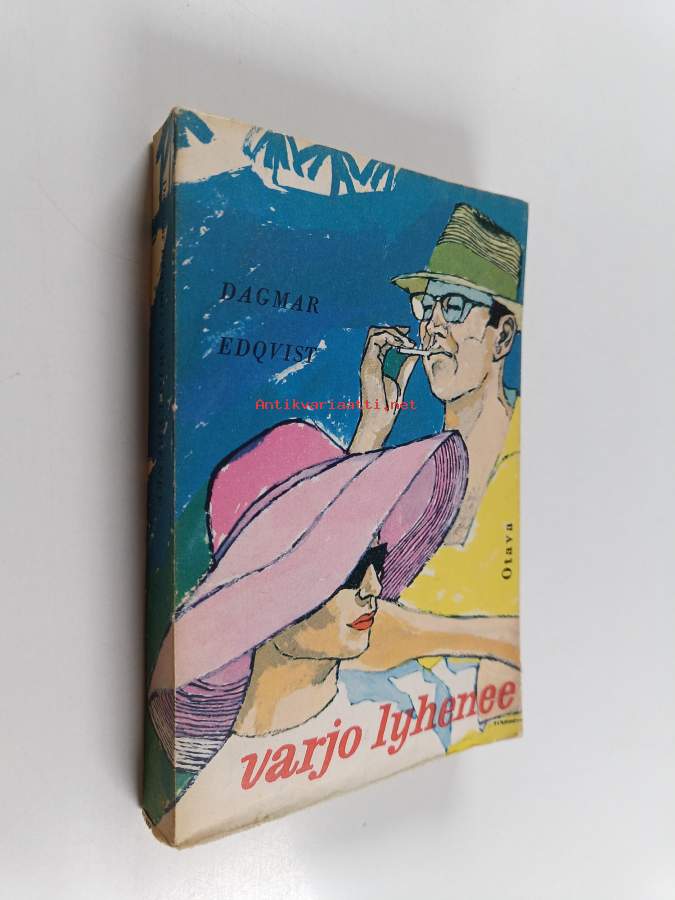 DAGMAR
EDQVIST
Antikvariaatti.net
Otava
varjo lyhenee